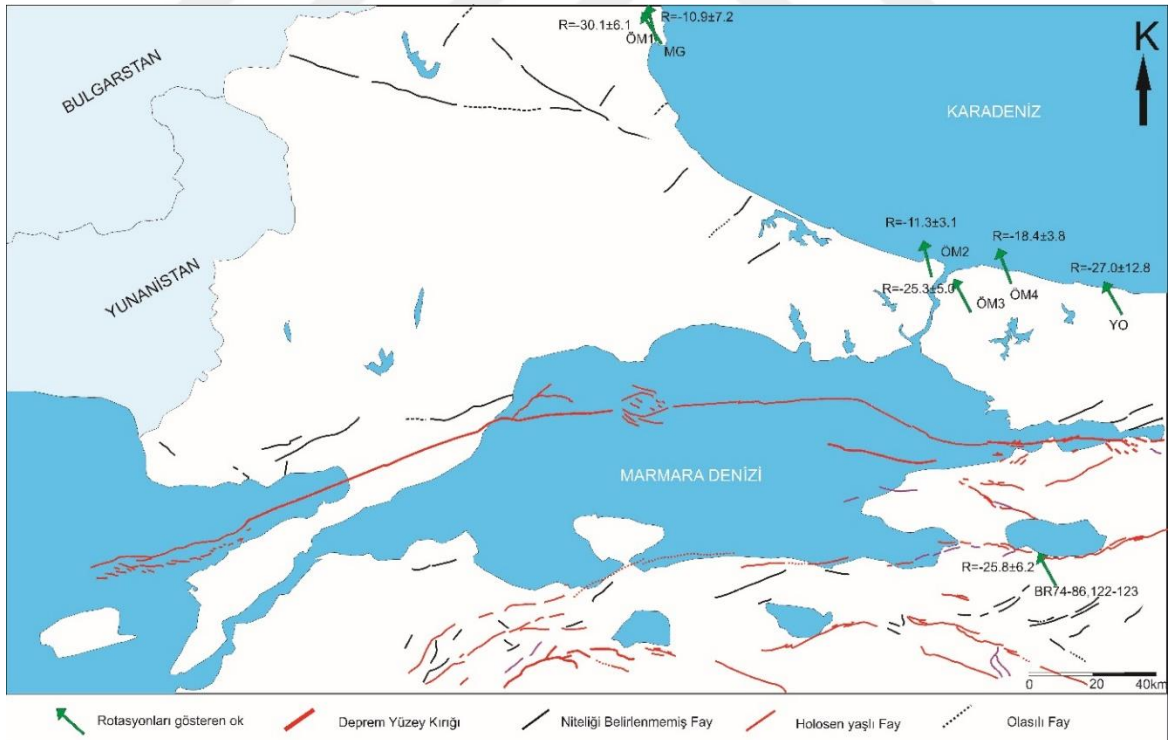 R=-30.1±6.1
R=-10.9±7.2
ÖM1
MG
K
BULGARSTAN
KARADENİZ
YUNANİSTAN
R=-11.3±3.1
R=-18.4±3.8
ÖM2
R=-27.0±12.8
R=-25.3±5.0
ÖM4
ÖM3
YO
MARMARA DENİZİ
R=-25.8±6.2
BR74-86,122-123
0 20 40km
Rotasyonları gösteren ok
Deprem Yüzey Kırığı
Niteliği Belirlenmemiş Fay
Holosen yaşlı Fay
Olasılı Fay